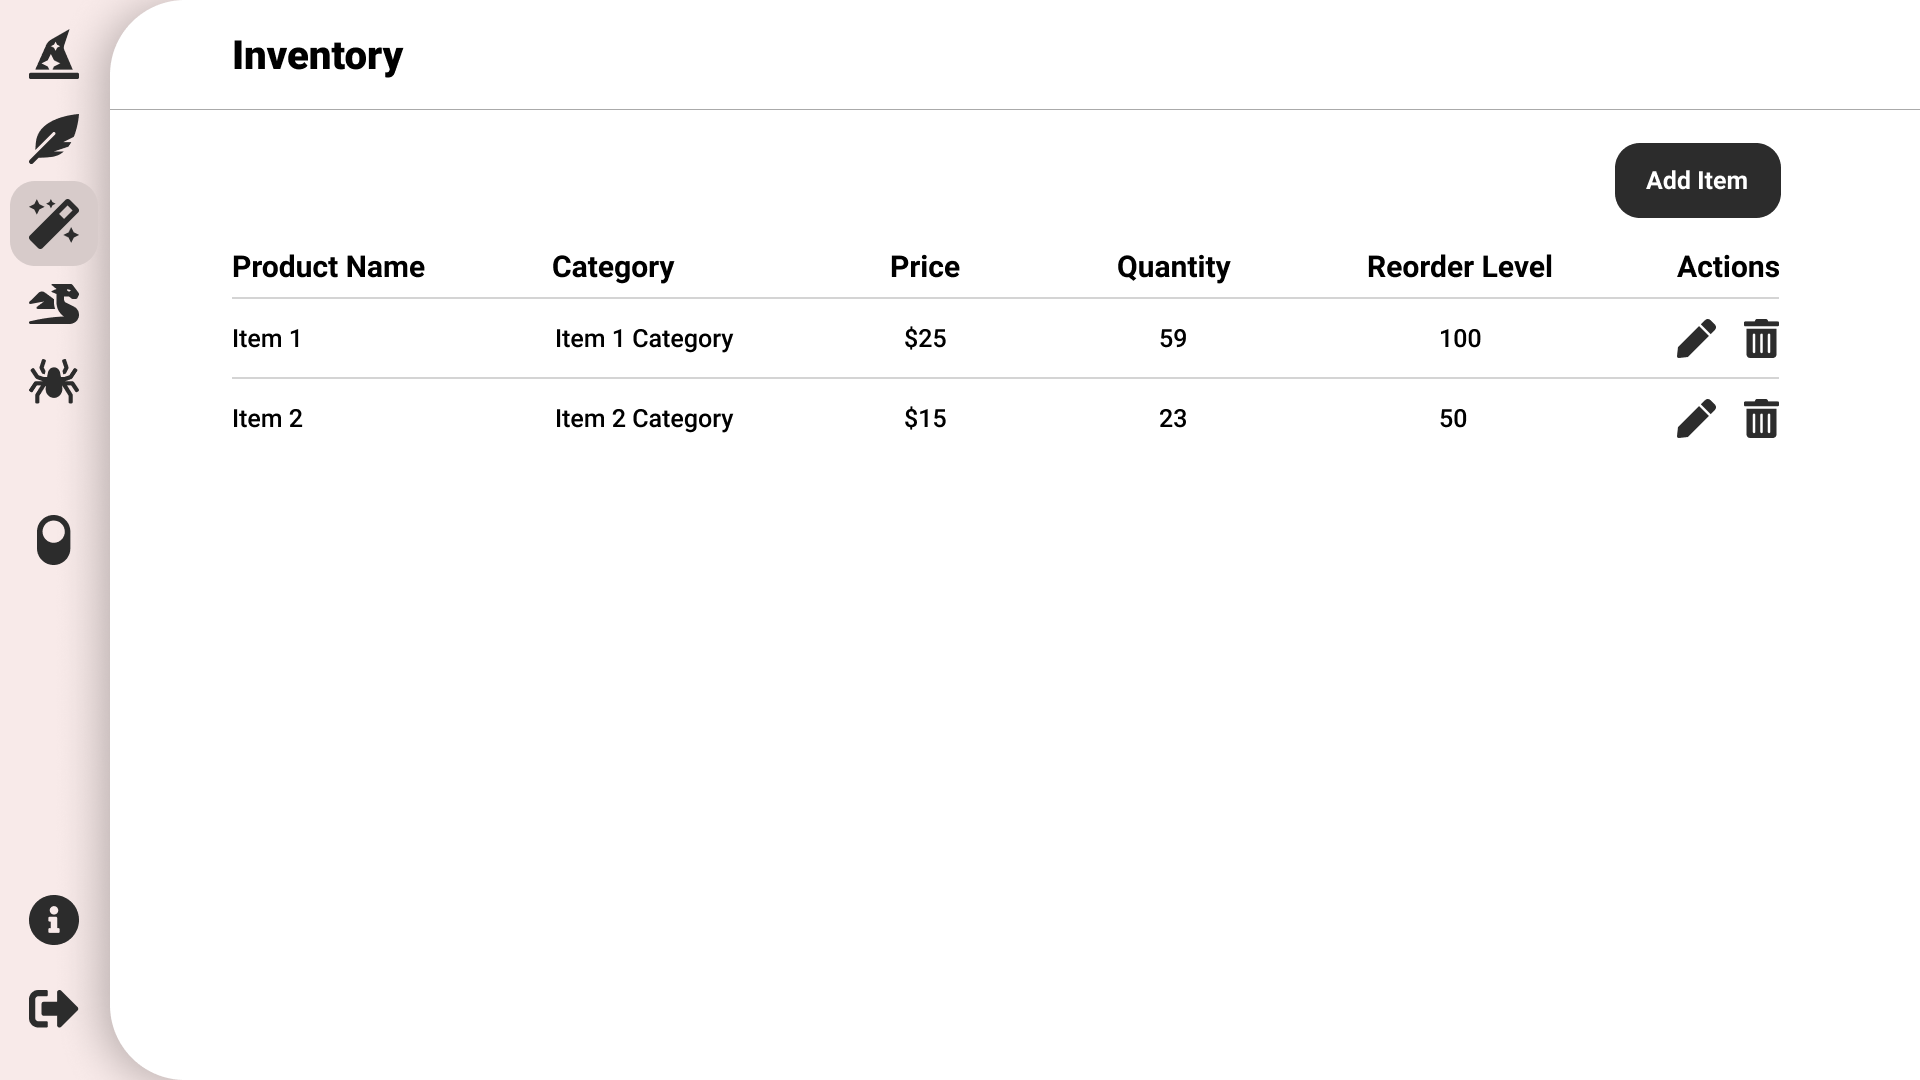 Inventory
Add Item
Product Name Category Price Quantity Reorder Level Actions
Item 1 Item 1 Category $25 59 100
Item 2 Item 2 Category $15 23 50